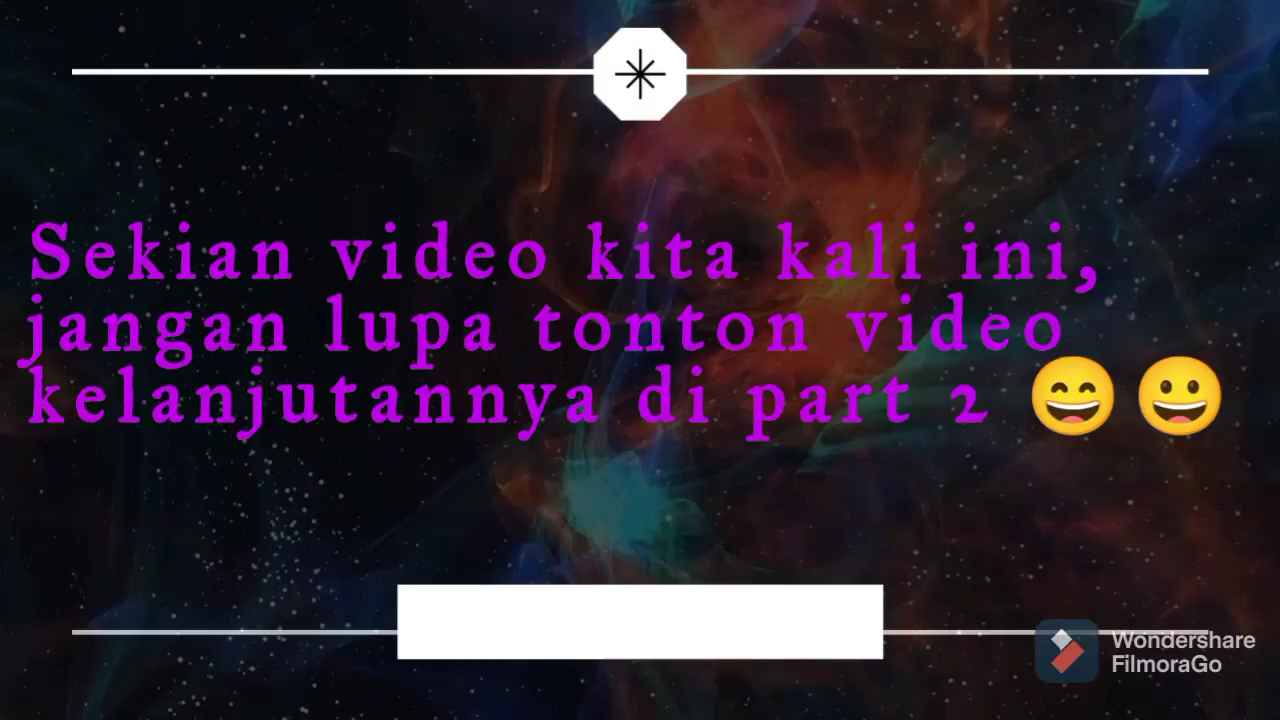 Sekian video kita kali ini,
jangan lupa tonton video
kelanjutannya di part 2 😄 😀
Wondershare
FilmoraGo